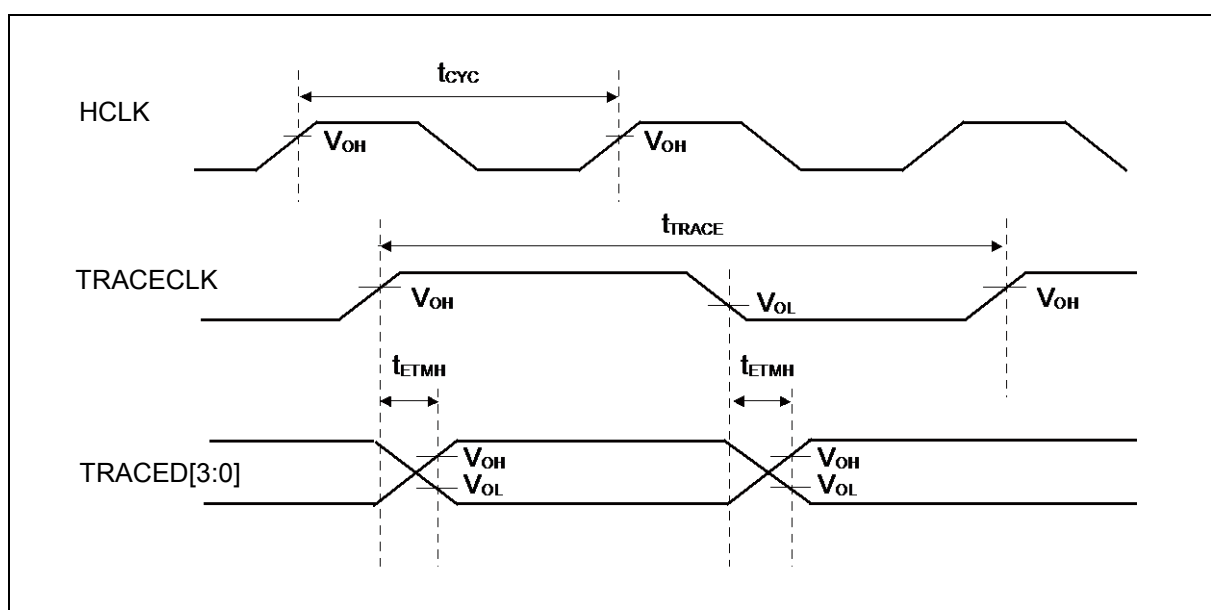 tCYC
HCLK
VOH VOH
tTRACE
TRACECLK
VOH VOL VOH
tETMH tETMH
TRACED[3:0]
VOH VOH
VOL VOL